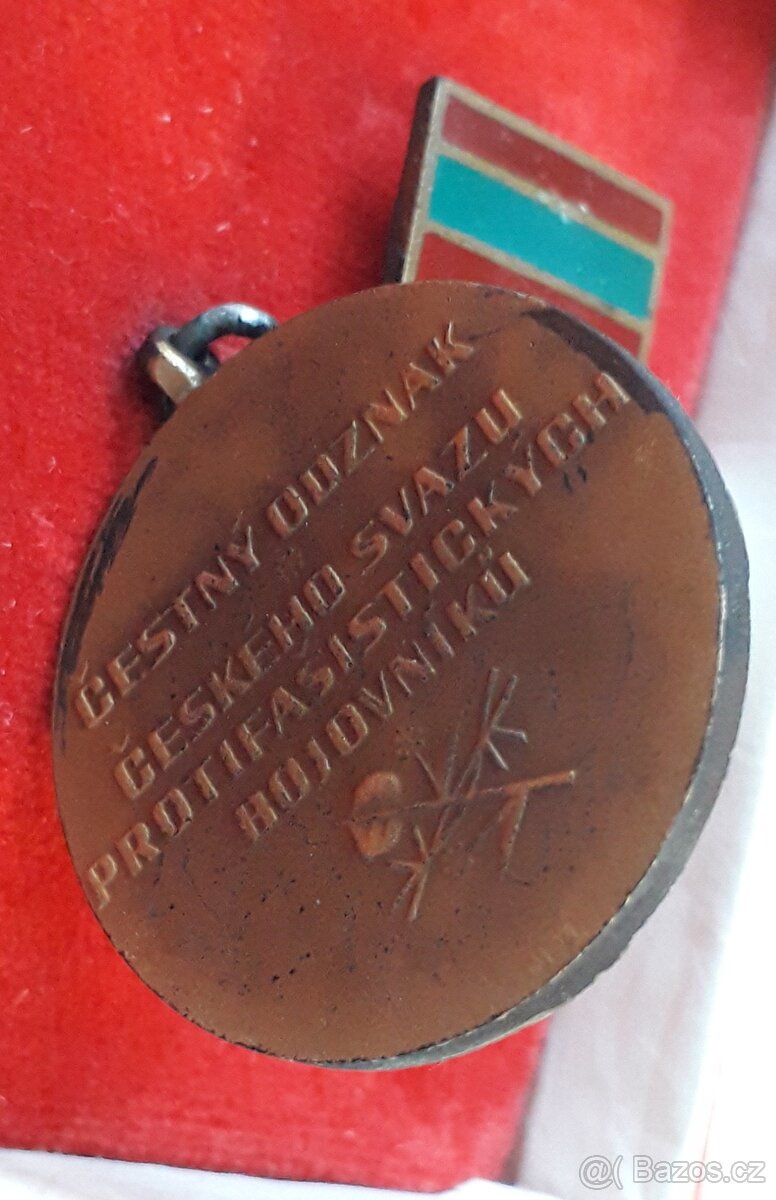 ČESTNÝ ODZNAK
ČESKÉHO SVAZU
PROTIFAŠISTICKÝCH
BOJOVNÍKŮ
@( Bazos.cz